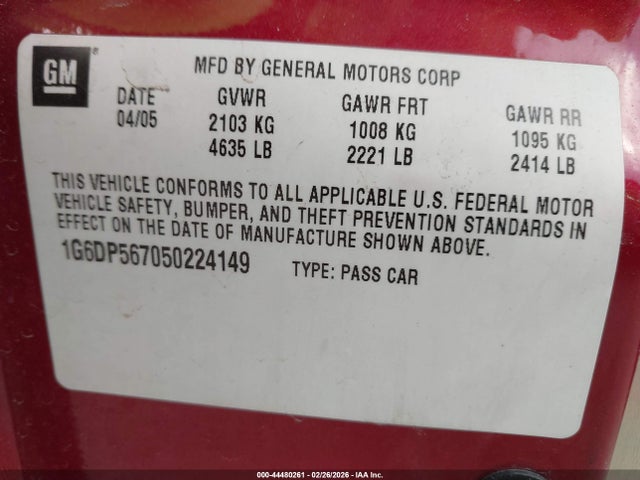 GM®
MFD BY GENERAL MOTORS CORP
DATE GVWR GAWR FRT GAWR RR
04/05 2103 KG 1008 KG 1095 KG
4635 LB 2221 LB 2414 LB
THIS VEHICLE CONFORMS TO ALL APPLICABLE U.S. FEDERAL MOTOR
VEHICLE SAFETY, BUMPER, AND THEFT PREVENTION STANDARDS IN
EFFECT ON THE DATE OF MANUFACTURE SHOWN ABOVE.
1G6DP567050224149 TYPE: PASS CAR
000-44480261 - 02/26/2026 - IAA Inc.